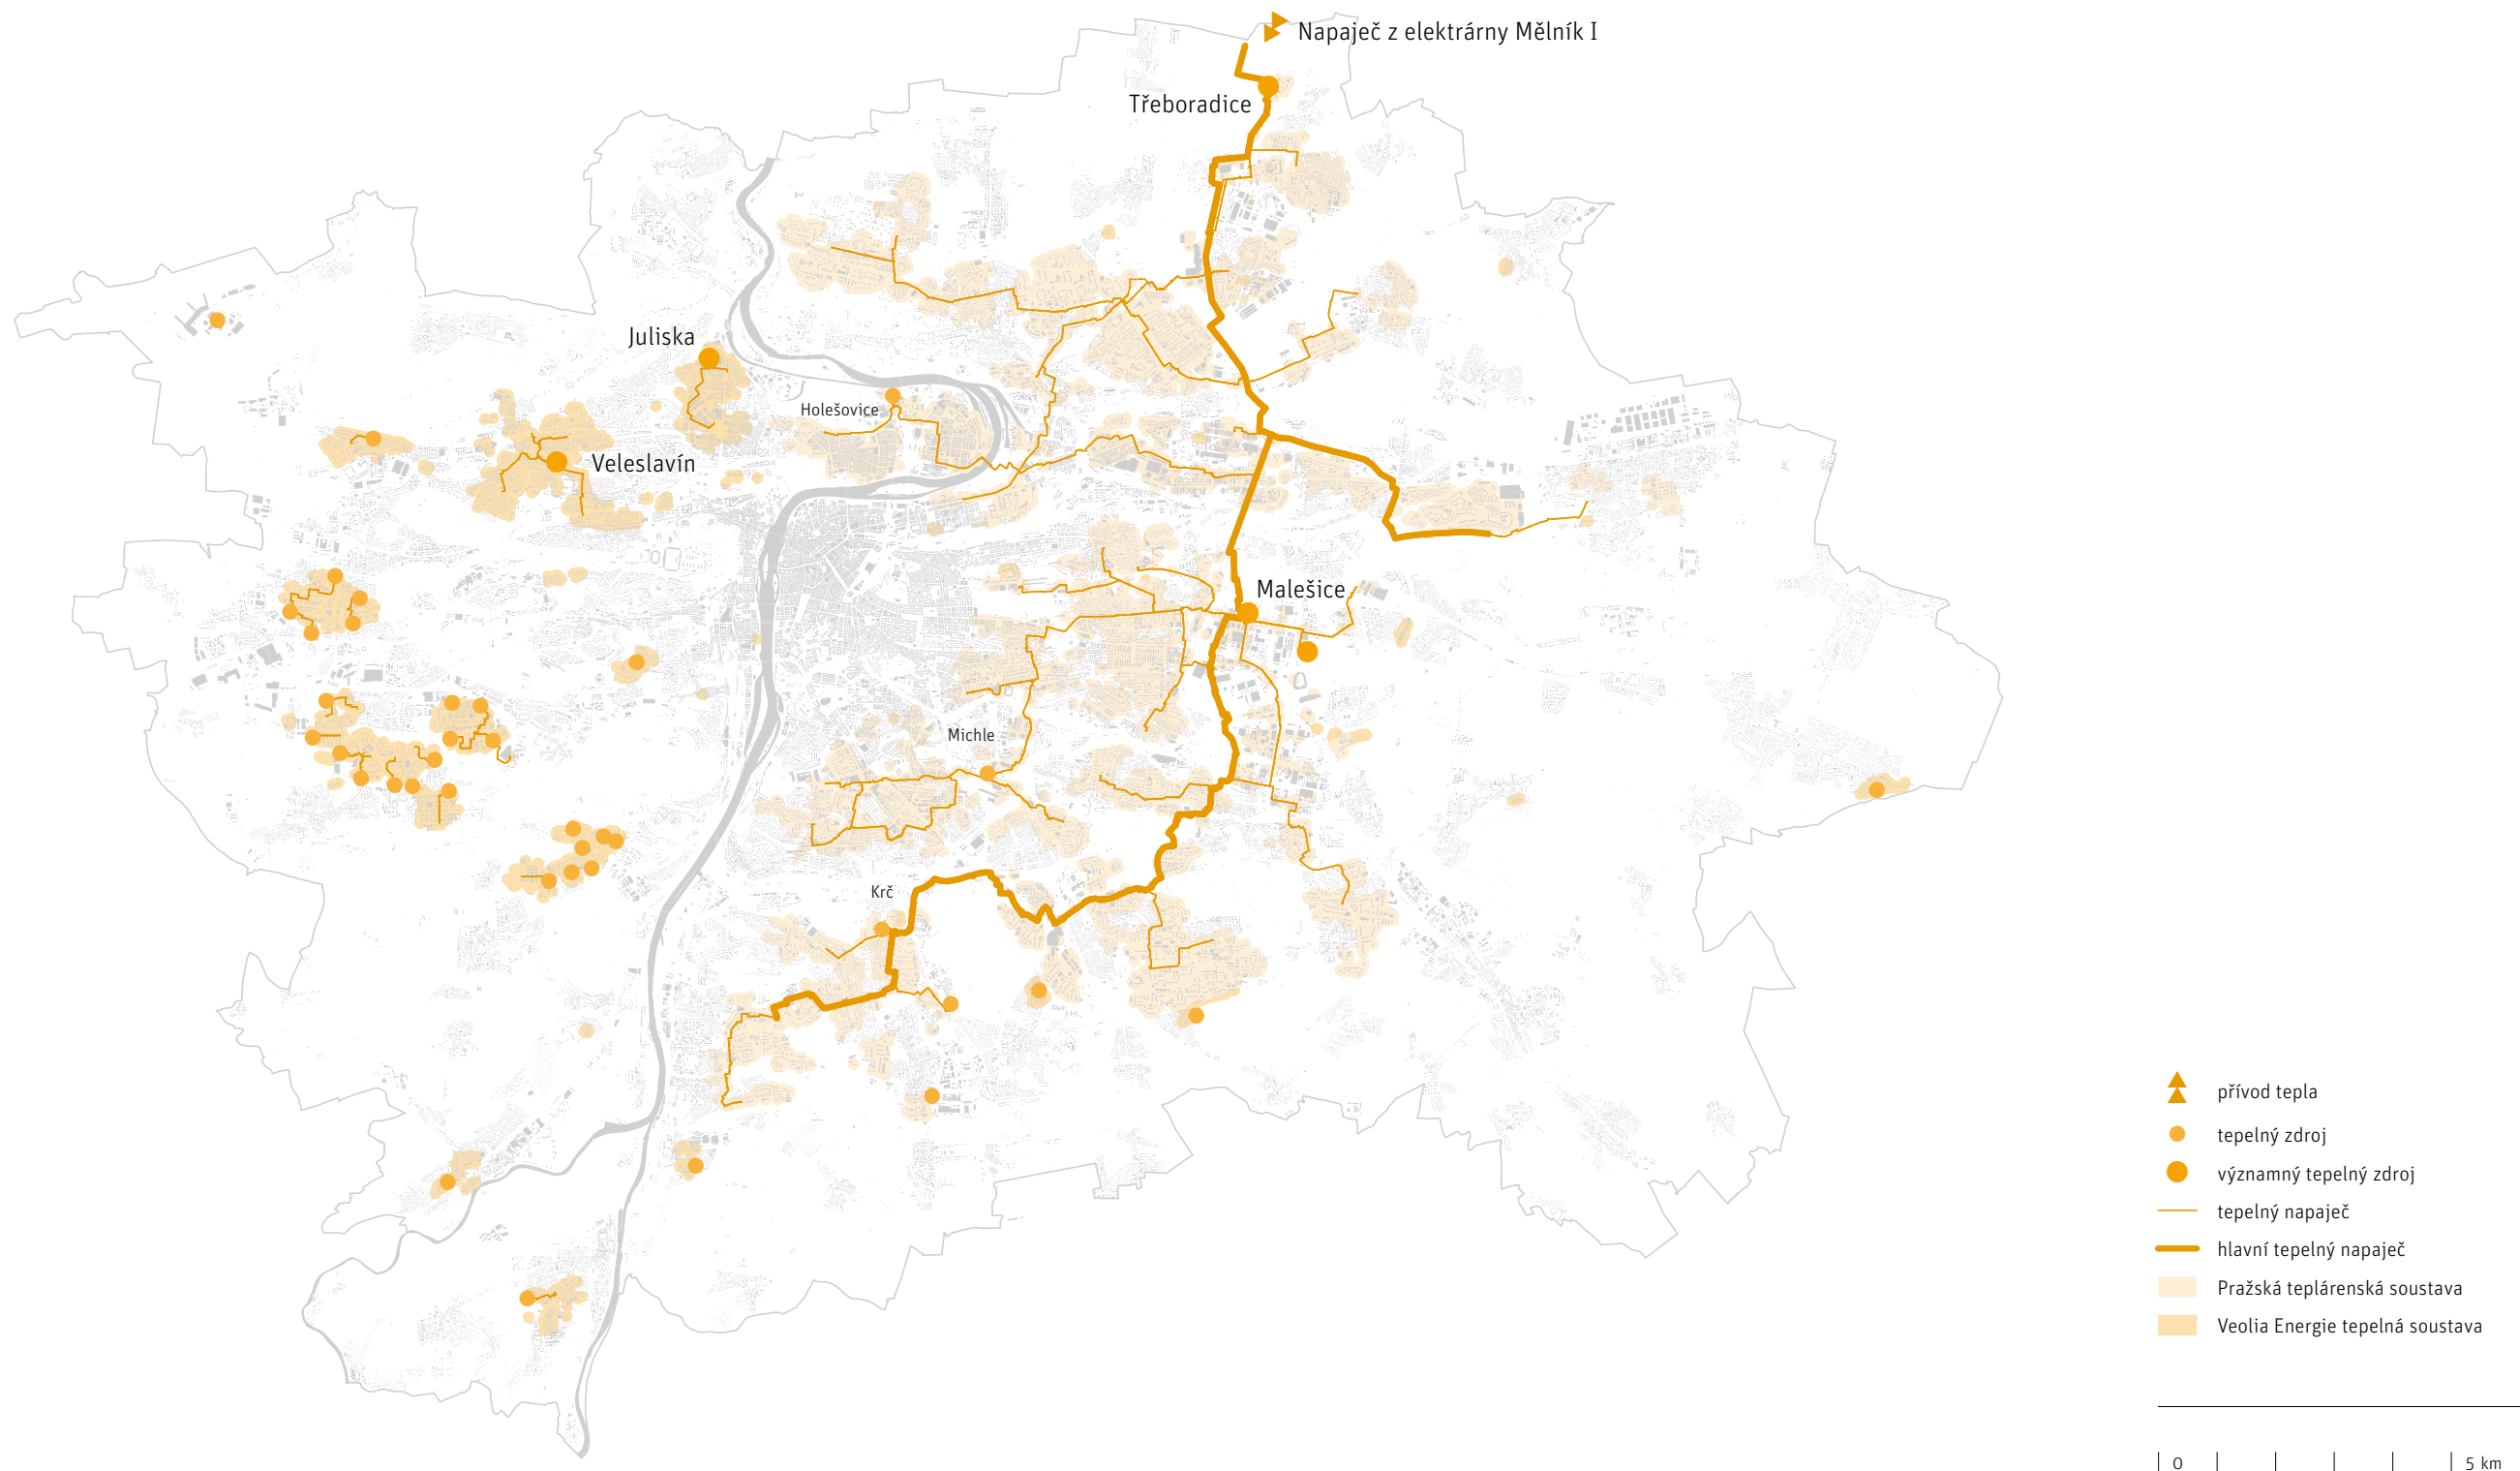 Napaječ z elektrárny Mělník I
Třeboradice
Juliska
Holešovice
Veleslavín
Malešice
Michle
Krč
přívod tepla
tepelný zdroj
významný tepelný zdroj
tepelný napaječ
hlavní tepelný napaječ
Pražská teplárenská soustava
Veolia Energie tepelná soustava
0 5 km